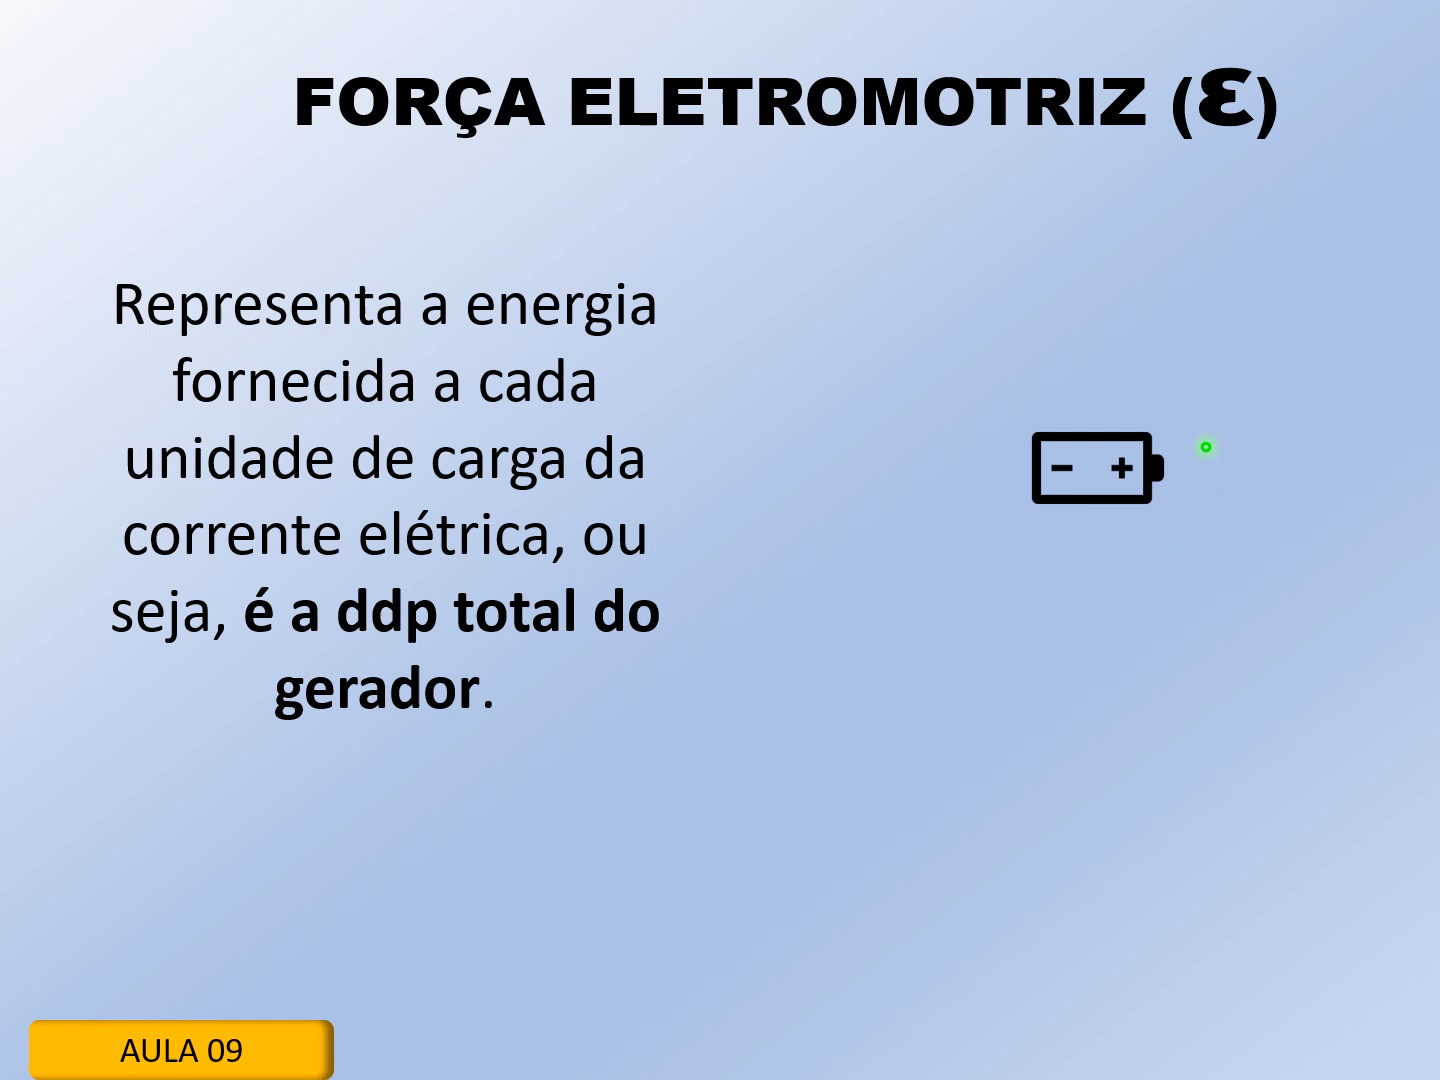 FORÇA ELETROMOTRIZ (Ɛ)
Representa a energia
fornecida a cada
unidade de carga da
corrente elétrica, ou
seja, é a ddp total do
gerador.
− +
AULA 09